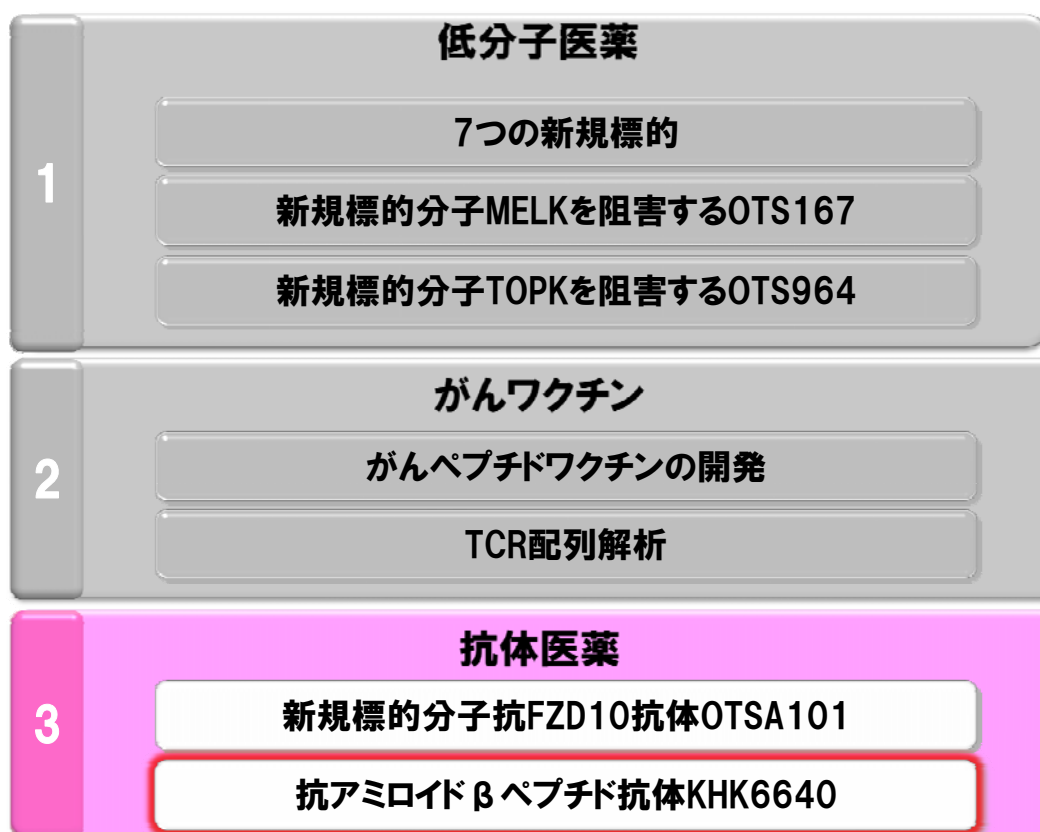 1
低分子医薬
7つの新規標的
新規標的分子MELKを阻害するOTS167
新規標的分子TOPKを阻害するOTS964
2
がんワクチン
がんペプチドワクチンの開発
TCR配列解析
3
抗体医薬
新規標的分子抗FZD10抗体OTSA101
抗アミロイドβペプチド抗体KHK6640